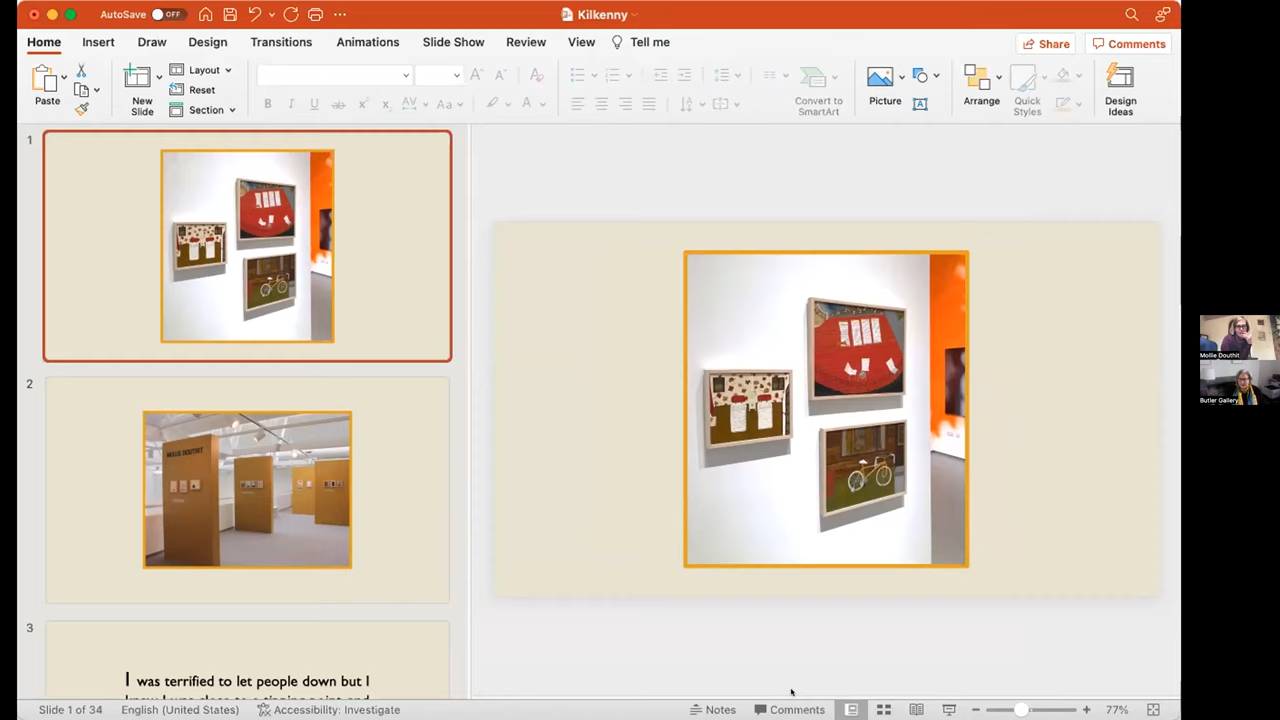 AutoSave OFF
Kilkenny
Home Insert Draw Design Transitions Animations Slide Show Review View Tell me
Share Comments
Paste
New
Slide
Layout
Reset
Section
Convert to
SmartArt
Picture
Arrange
Quick
Styles
Design
Ideas
1
2
MOLLIE DOUTHIT
3
I was terrified to let people down but I
Mollie Douthit
Butler Gallery
Slide 1 of 34 English (United States) Accessibility: Investigate Notes Comments 77%